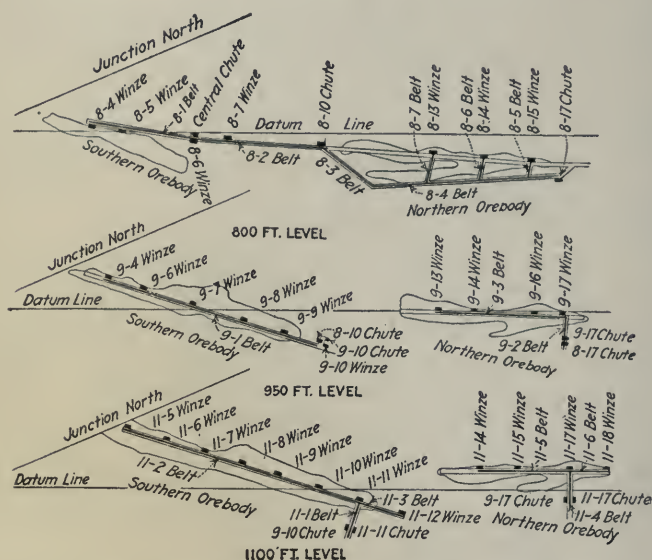 Junction North
8-4 Winze
8-5 Winze
8-1 Belt
Central Chute
8-7 Winze
8-10 Chute
8-7 Belt
8-13 Winze
8-6 Belt
8-14 Winze
8-5 Belt
8-15 Winze
8-17 Chute
Datum Line
Southern Orebody
8-6 Winze
8-2 Belt
8-3 Belt
8-4 Belt
Northern Orebody
800 FT. LEVEL
Junction North
9-4 Winze
9-6 Winze
9-7 Winze
9-8 Winze
9-9 Winze
9-13 Winze
9-14 Winze
9-3 Belt
9-16 Winze
9-17 Winze
Datum Line
Southern Orebody
9-1 Belt
8-10 Chute
9-10 Chute
9-10 Winze
9-2 Belt
9-17 Chute
8-17 Chute
Northern Orebody
950 FT. LEVEL
Junction North
11-5 Winze
11-6 Winze
11-7 Winze
11-8 Winze
11-9 Winze
11-10 Winze
11-11 Winze
11-14 Winze
11-15 Winze
11-5 Belt
11-17 Winze
11-6 Belt
11-18 Winze
Datum Line
11-2 Belt
Southern Orebody
11-3 Belt
11-12 Winze
11-1 Belt
9-10 Chute
11-11 Chute
9-17 Chute
11-17 Chute
Northern Orebody
11-4 Belt
1100 FT. LEVEL